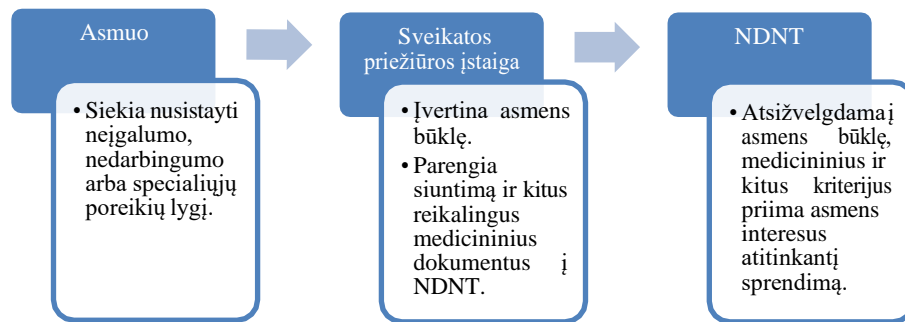 Asmuo
• Siekia nusistayti
neįgalumo,
nedarbingumo
arba specialiųjų
poreikių lygį.
Sveikatos
priežiūros įstaiga
• Įvertina asmens
būklę.
• Parengia
siuntimą ir kitus
reikalingus
medicininius
dokumentus į
NDNT.
NDNT
• Atsižvelgdama į
asmens būklę,
medicininius ir
kitus kriterijus
priima asmens
interesus
atitinkantį
sprendimą.